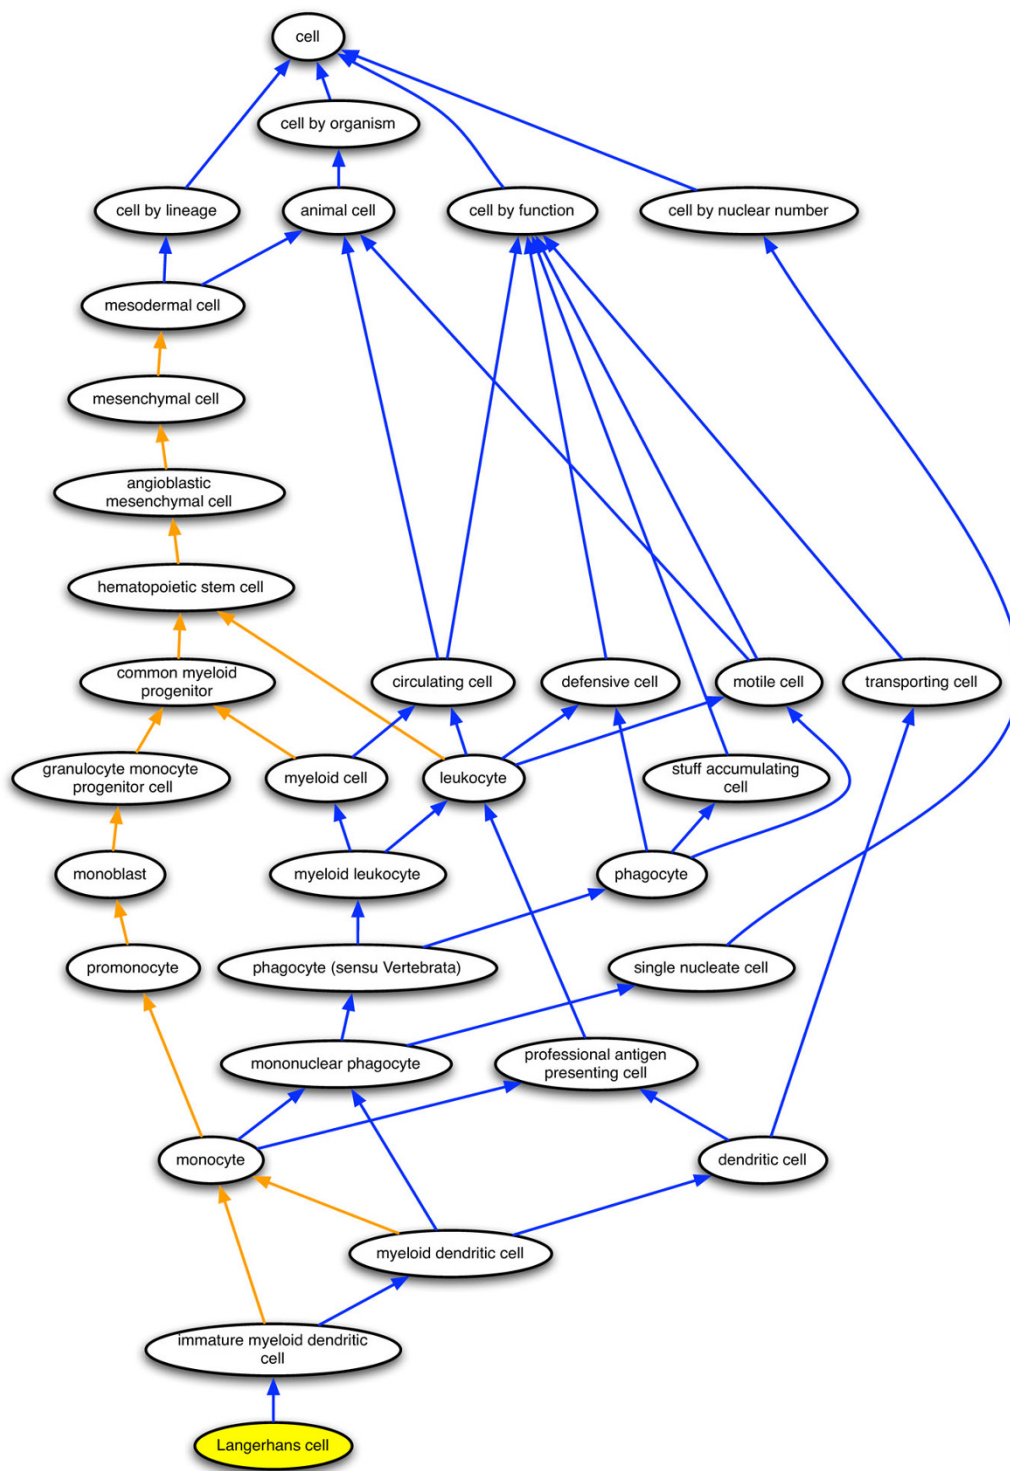 cell
cell by organism
cell by lineage
animal cell
cell by function
cell by nuclear number
mesodermal cell
mesenchymal cell
angioblastic
mesenchymal cell
hematopoietic stem cell
common myeloid
progenitor
circulating cell
defensive cell
motile cell
transporting cell
granulocyte monocyte
progenitor cell
myeloid cell
leukocyte
stuff accumulating
cell
monoblast
myeloid leukocyte
phagocyte
promonocyte
phagocyte (sensu Vertebrata)
single nucleate cell
mononuclear phagocyte
professional antigen
presenting cell
monocyte
dendritic cell
myeloid dendritic cell
immature myeloid dendritic
cell
Langerhans cell